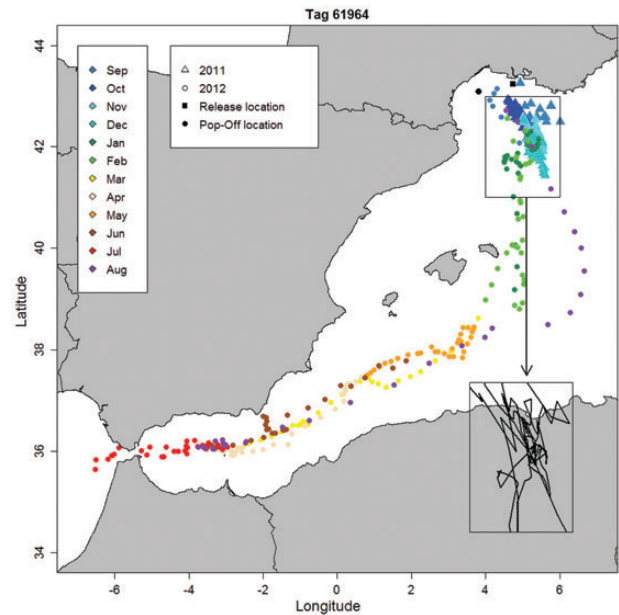 Tag 61964
Sep
Oct
Nov
Dec
Jan
Feb
Mar
Apr
May
Jun
Jul
Aug
2011
2012
Release location
Pop-Off location
Latitude
44
42
40
38
36
34
-6
-4
-2
0
2
4
6
Longitude